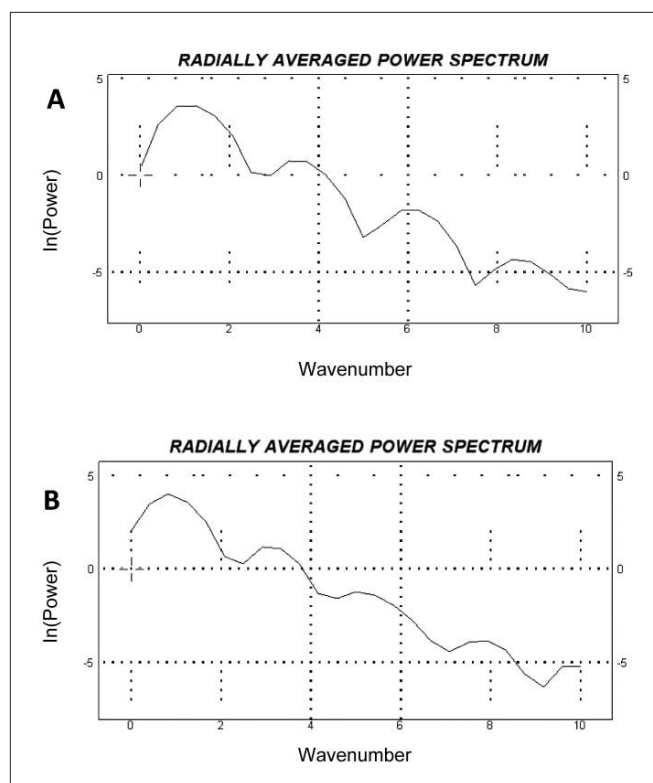 A
RADIALLY AVERAGED POWER SPECTRUM
5 5
ln(Power)
0 0
-5 -5
0 2 4 6 8 10
Wavenumber
B
RADIALLY AVERAGED POWER SPECTRUM
5 5
ln(Power)
0 0
-5 -5
0 2 4 6 8 10
Wavenumber